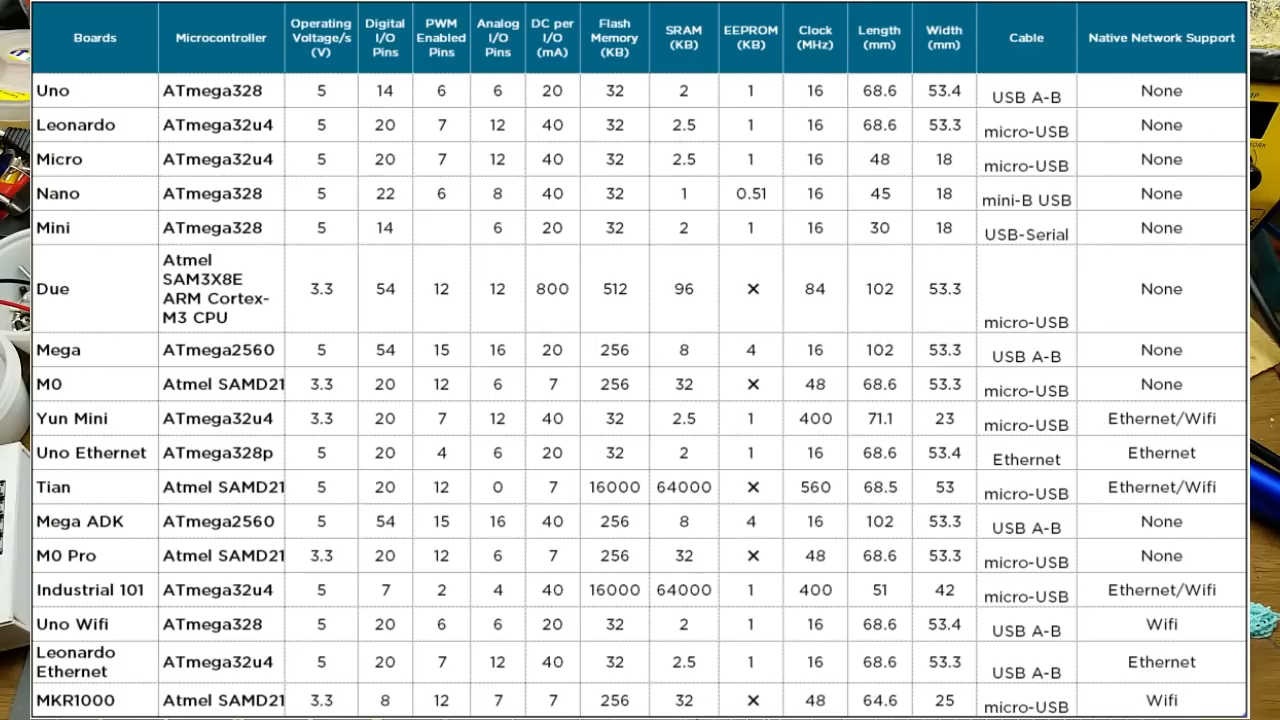 Boards Microcontroller Operating Voltage/s (V) Digital I/O Pins PWM Enabled Pins Analog I/O Pins DC per I/O (mA) Flash Memory (KB) SRAM (KB) EEPROM (KB) Clock (MHz) Length (mm) Width (mm) Cable Native Network Support
Uno ATmega328 5 14 6 6 20 32 2 1 16 68.6 53.4 USB A-B None
Leonardo ATmega32u4 5 20 7 12 40 32 2.5 1 16 68.6 53.3 micro-USB None
Micro ATmega32u4 5 20 7 12 40 32 2.5 1 16 48 18 micro-USB None
Nano ATmega328 5 22 6 8 40 32 1 0.51 16 45 18 mini-B USB None
Mini ATmega328 5 14 6 20 32 2 1 16 30 18 USB-Serial None
Due Atmel SAM3X8E ARM Cortex-M3 CPU 3.3 54 12 12 800 512 96 ✕ 84 102 53.3 micro-USB None
Mega ATmega2560 5 54 15 16 20 256 8 4 16 102 53.3 USB A-B None
M0 Atmel SAMD21 3.3 20 12 6 7 256 32 ✕ 48 68.6 53.3 micro-USB None
Yun Mini ATmega32u4 3.3 20 7 12 40 32 2.5 1 400 71.1 23 micro-USB Ethernet/Wifi
Uno Ethernet ATmega328p 5 20 4 6 20 32 2 1 16 68.6 53.4 Ethernet Ethernet
Tian Atmel SAMD21 5 20 12 0 7 16000 64000 ✕ 560 68.5 53 micro-USB Ethernet/Wifi
Mega ADK ATmega2560 5 54 15 16 40 256 8 4 16 102 53.3 USB A-B None
M0 Pro Atmel SAMD21 3.3 20 12 6 7 256 32 ✕ 48 68.6 53.3 micro-USB None
Industrial 101 ATmega32u4 5 7 2 4 40 16000 64000 1 400 51 42 micro-USB Ethernet/Wifi
Uno Wifi ATmega328 5 20 6 6 20 32 2 1 16 68.6 53.4 USB A-B Wifi
Leonardo Ethernet ATmega32u4 5 20 7 12 40 32 2.5 1 16 68.6 53.3 USB A-B Ethernet
MKR1000 Atmel SAMD21 3.3 8 12 7 7 256 32 ✕ 48 64.6 25 micro-USB Wifi